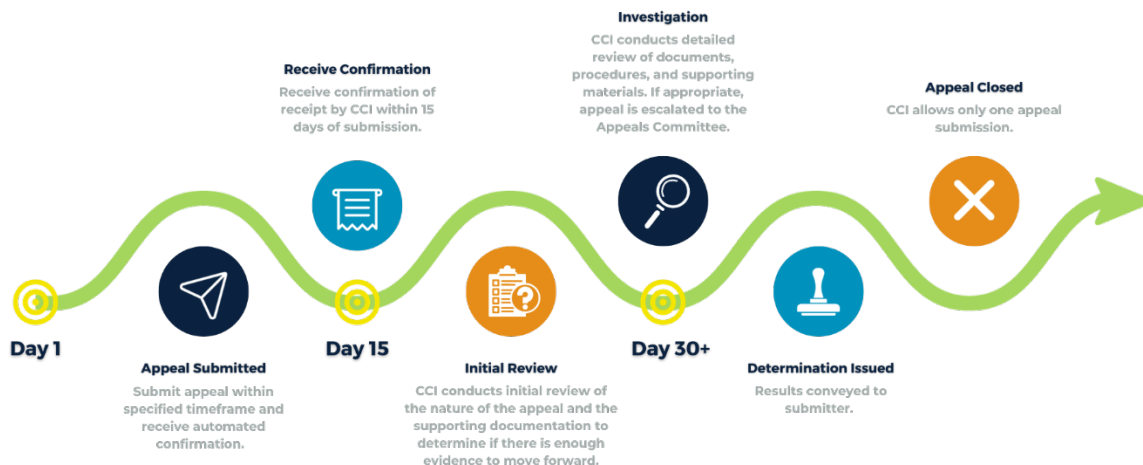 Investigation
CCI conducts detailed
review of documents,
procedures, and supporting
materials. If appropriate,
appeal is escalated to the
Appeals Committee.
Receive Confirmation
Receive confirmation of
receipt by CCI within 15
days of submission.
Appeal Closed
CCI allows only one appeal
submission.
Day 1
Day 15
Day 30+
Appeal Submitted
Submit appeal within
specified timeframe and
receive automated
confirmation.
Initial Review
CCI conducts initial review of
the nature of the appeal and the
supporting documentation to
determine if there is enough
evidence to move forward.
Determination Issued
Results conveyed to
submitter.